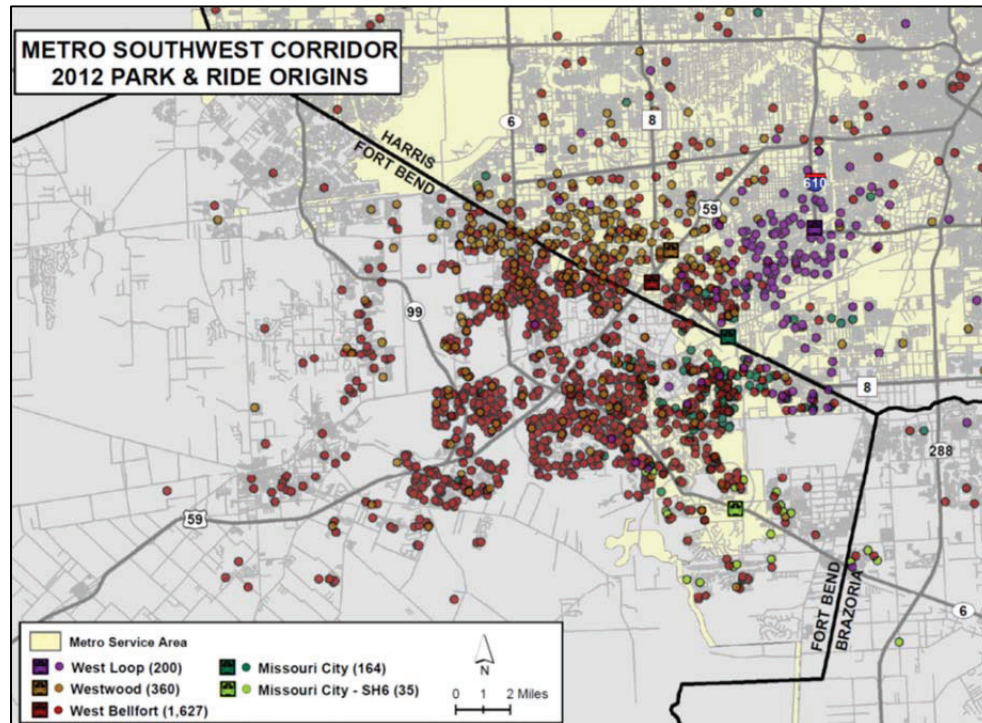 METRO SOUTHWEST CORRIDOR
2012 PARK & RIDE ORIGINS
6
8
HARRIS
FORT BEND
610
59
99
8
288
59
FORT BEND
BRAZORIA
6
Metro Service Area
West Loop (200)
Westwood (360)
West Bellfort (1,627)
Missouri City (164)
Missouri City - SH6 (35)
N
0 1 2 Miles